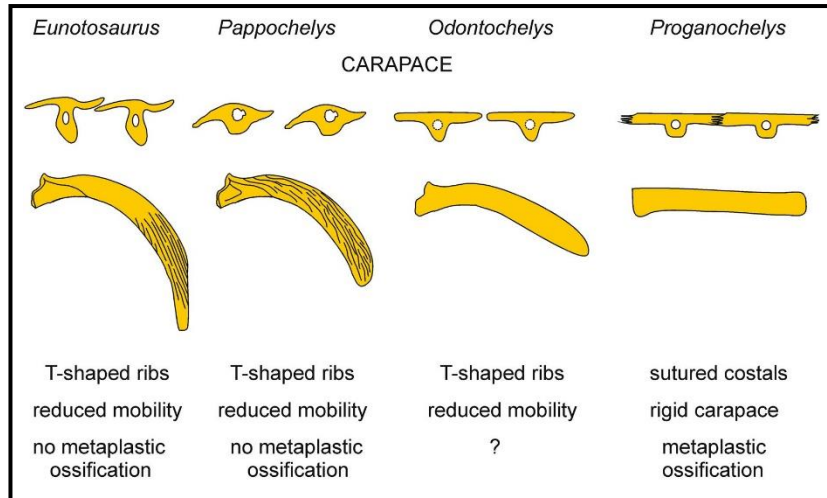 Eunotosaurus Pappochelys Odontochelys Proganochelys
CARAPACE
T-shaped ribs T-shaped ribs T-shaped ribs sutured costals
reduced mobility reduced mobility reduced mobility rigid carapace
no metaplastic no metaplastic ? metaplastic
ossification ossification ossification